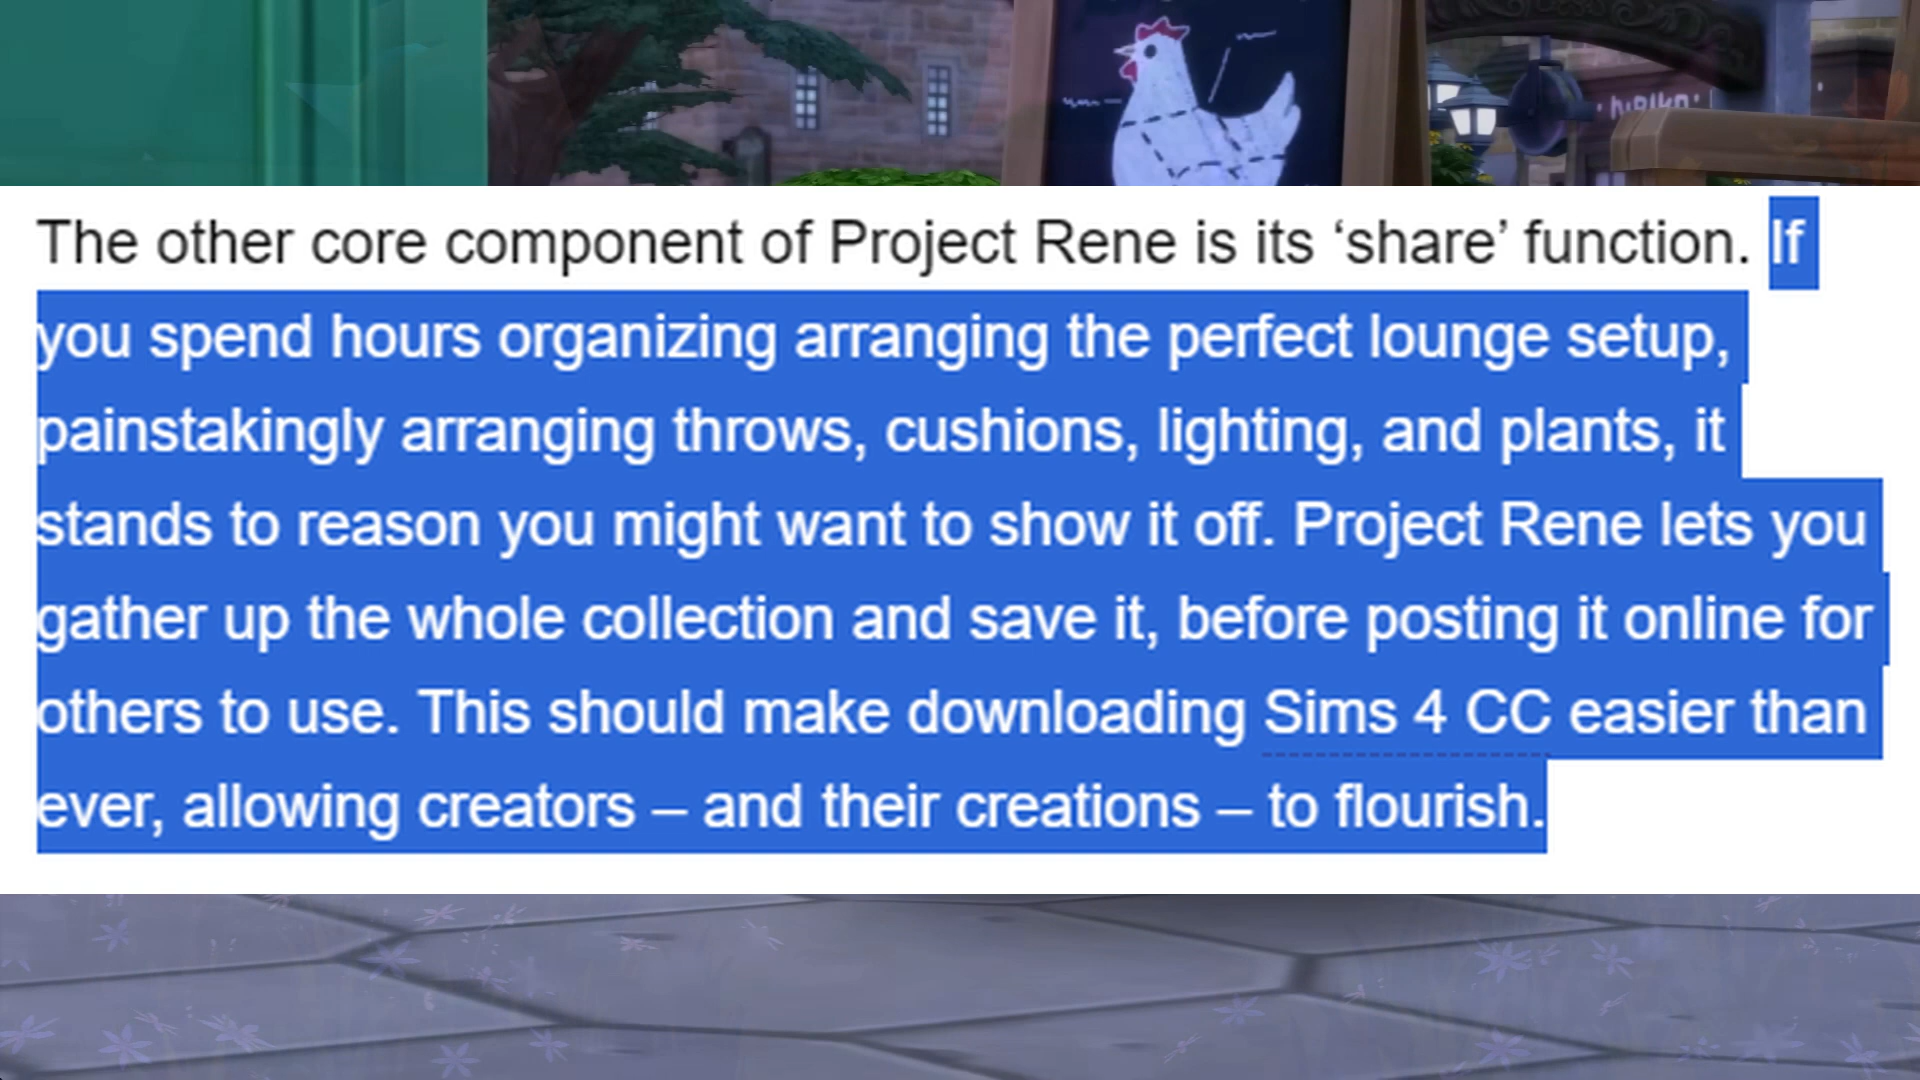 The other core component of Project Rene is its ‘share’ function. If
you spend hours organizing arranging the perfect lounge setup,
painstakingly arranging throws, cushions, lighting, and plants, it
stands to reason you might want to show it off. Project Rene lets you
gather up the whole collection and save it, before posting it online for
others to use. This should make downloading Sims 4 CC easier than
ever, allowing creators – and their creations – to flourish.